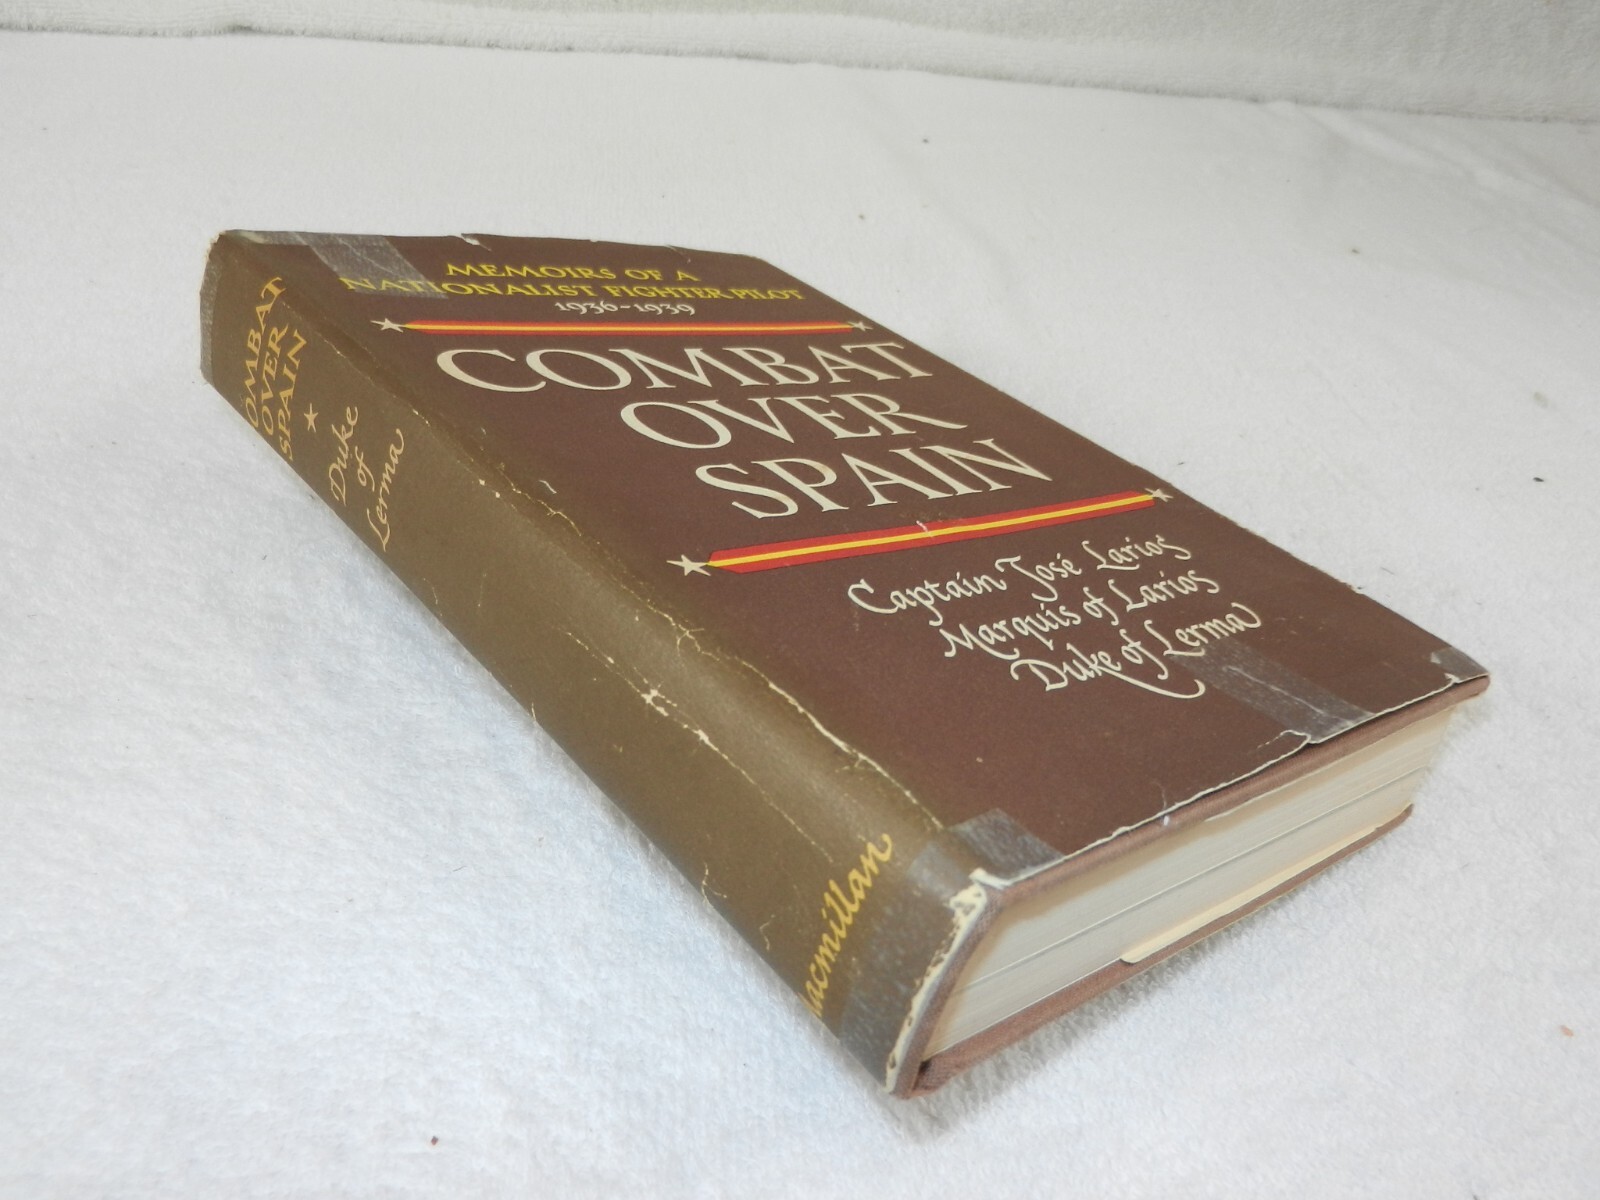 MEMOIRS OF A
NATIONALIST FIGHTER PILOT
1936-1939
COMBAT
OVER
SPAIN
Captain José Larios
Marquis of Larios
Duke of Lerma
COMBAT
OVER
SPAIN
Duke
of
Lerma
Macmillan